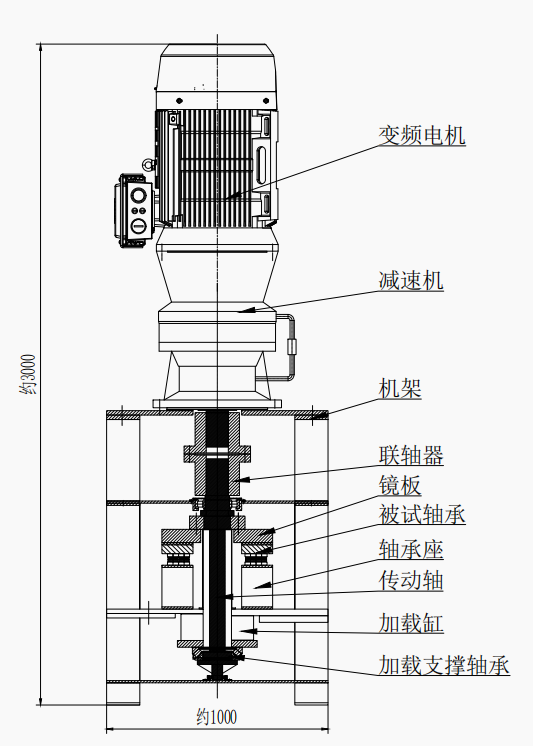 变频电机
减速机
约3000
机架
联轴器
镜板
被试轴承
轴承座
传动轴
加载缸
加载支撑轴承
约1000